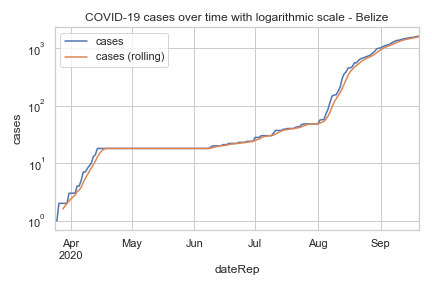 COVID-19 cases over time with logarithmic scale - Belize
cases
cases (rolling)
10³
10²
10¹
10⁰
cases
Apr
2020
May
Jun
Jul
Aug
Sep
dateRep